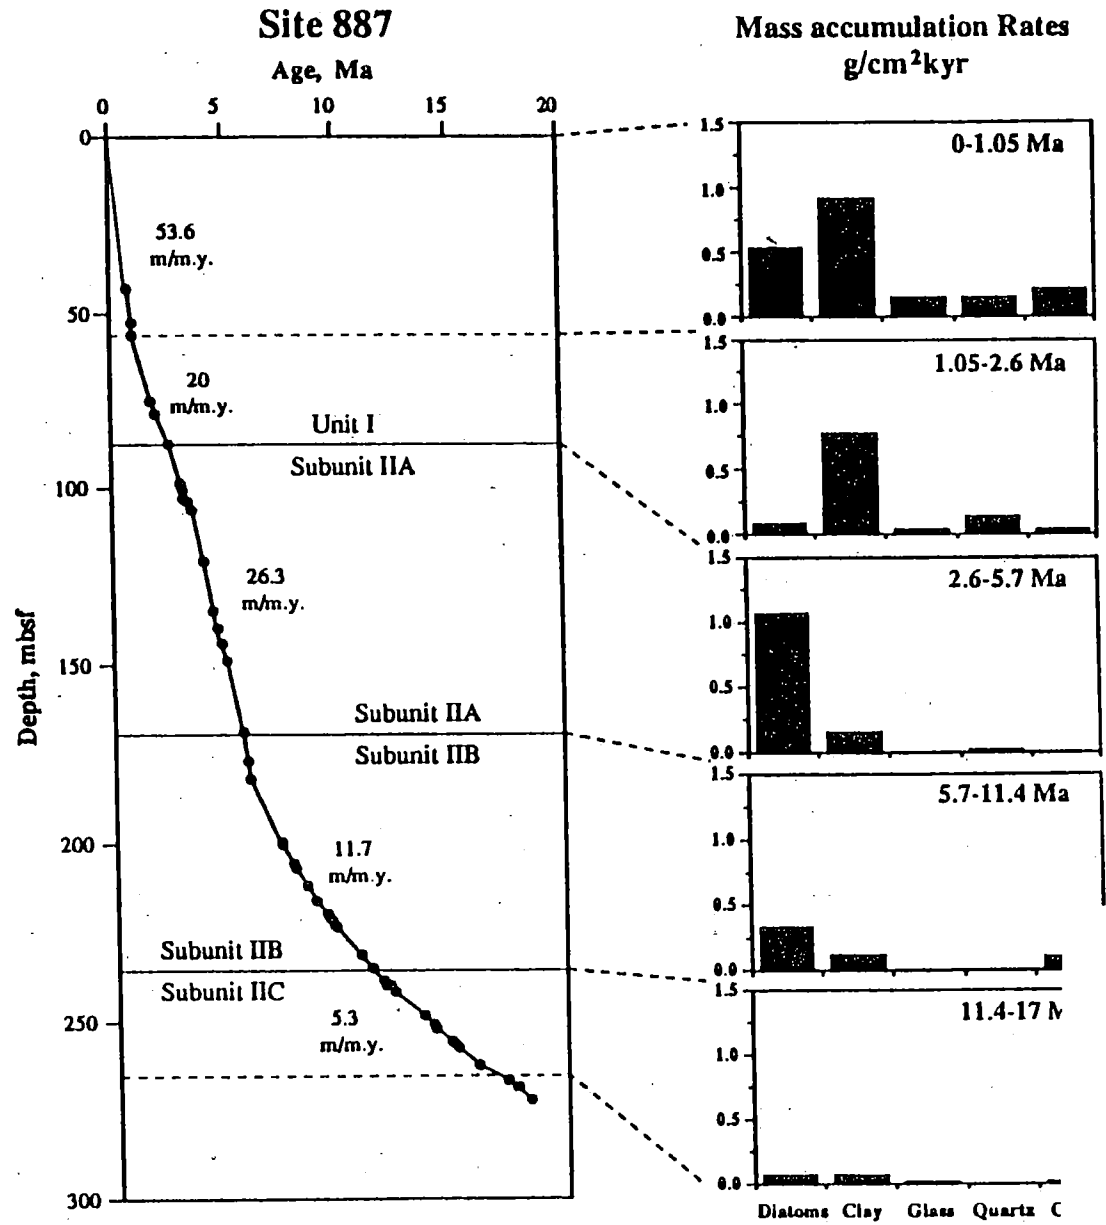 Site 887
Age, Ma
0 5 10 15 20
0
50
100
150
200
250
300
Depth, mbsf
53.6
m/m.y.
20
m/m.y.
Unit I
Subunit IIA
26.3
m/m.y.
Subunit IIA
Subunit IIB
11.7
m/m.y.
Subunit IIB
Subunit IIC
5.3
m/m.y.
Mass accumulation Rates
g/cm²kyr
0-1.05 Ma
1.5
1.0
0.5
0.0
1.05-2.6 Ma
1.5
1.0
0.5
0.0
2.6-5.7 Ma
1.5
1.0
0.5
0.0
5.7-11.4 Ma
1.5
1.0
0.5
0.0
11.4-17 M
1.5
1.0
0.5
0.0
Diatoms Clay Glass Quartz C